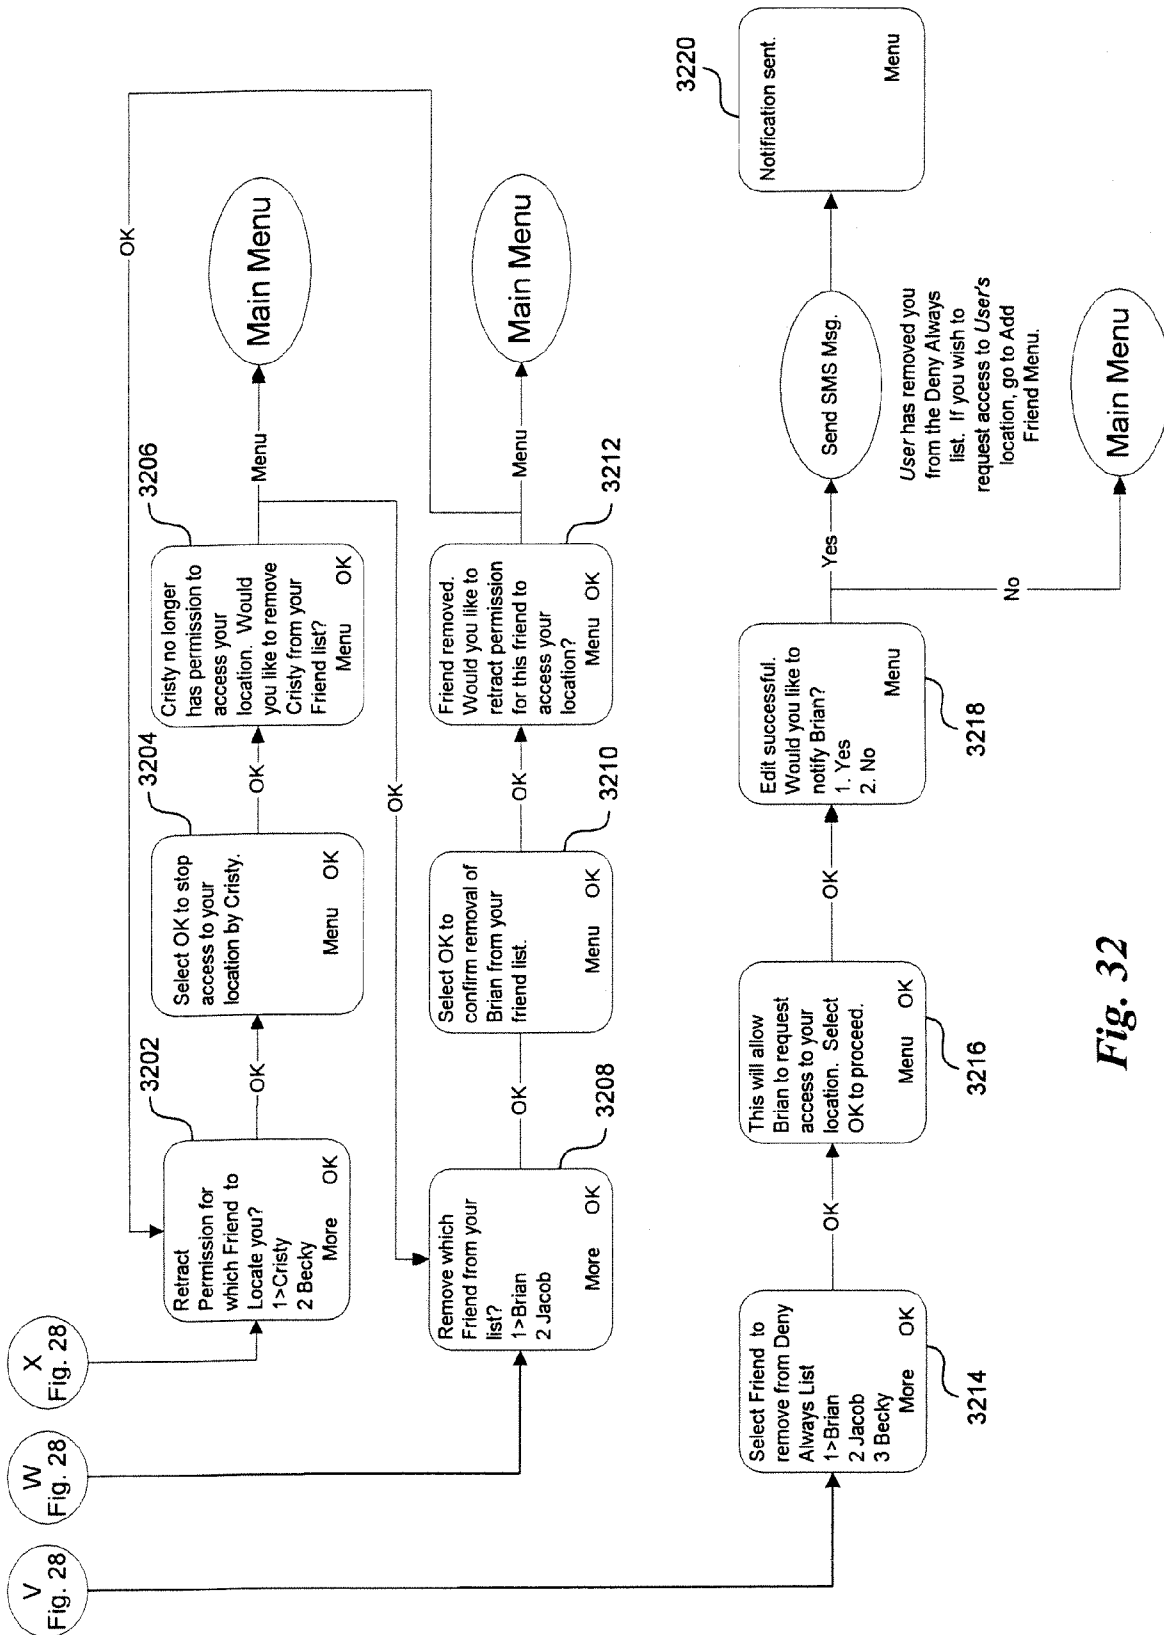 X
Fig. 28
W
Fig. 28
V
Fig. 28
OK
3202
Retract
Permission for
which Friend to
Locate you?
1>Cristy
2 Becky
More OK
OK
3204
Select OK to stop
access to your
location by Cristy.
Menu OK
OK
3206
Cristy no longer
has permission to
access your
location. Would
you like to remove
Cristy from your
Friend list?
Menu OK
Menu
Main Menu
OK
Remove which
Friend from your
list?
1>Brian
2 Jacob
More OK
3208
OK
Select OK to
confirm removal of
Brian from your
friend list.
Menu OK
3210
OK
Friend removed.
Would you like to
retract permission
for this friend to
access your
location?
Menu OK
3212
Menu
Main Menu
Select Friend to
remove from Deny
Always List
1>Brian
2 Jacob
3 Becky
More OK
3214
OK
This will allow
Brian to request
access to your
location. Select
OK to proceed.
Menu OK
3216
OK
Edit successful.
Would you like to
notify Brian?
1. Yes
2. No
Menu
3218
Yes
Send SMS Msg.
User has removed you
from the Deny Always
list. If you wish to
request access to User's
location, go to Add
Friend Menu.
No
Main Menu
3220
Notification sent.
Menu
Fig. 32